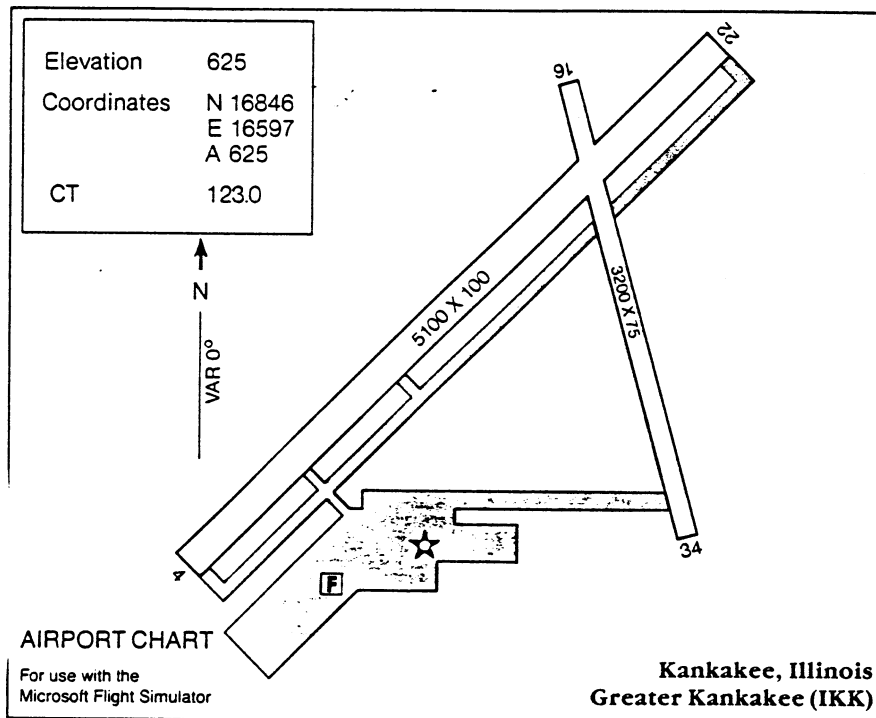 Elevation 625
Coordinates N 16846
E 16597
A 625
CT 123.0
N
VAR 0°
22
16
5100 X 100
3200 X 75
4
34
F
AIRPORT CHART
For use with the
Microsoft Flight Simulator
Kankakee, Illinois
Greater Kankakee (IKK)